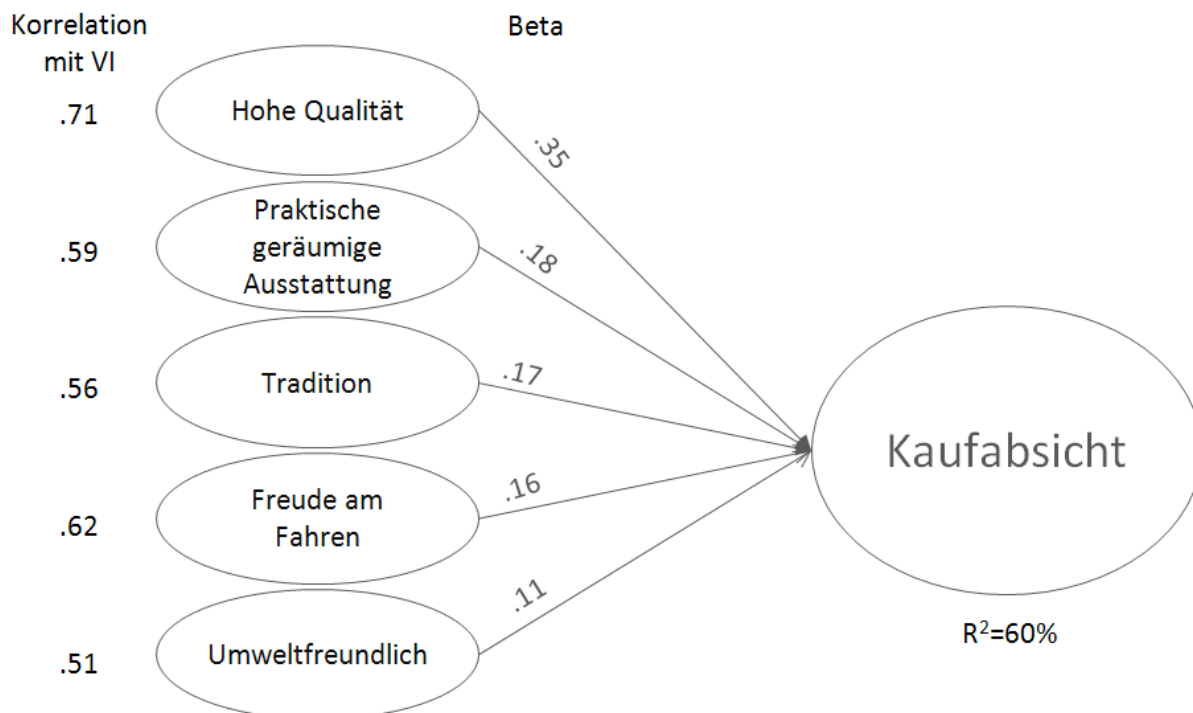 Korrelation
mit VI
Beta
.71
Hohe Qualität
.35
.59
Praktische
geräumige
Ausstattung
.18
.56
Tradition
.17
Kaufabsicht
.62
Freude am
Fahren
.16
.51
Umweltfreundlich
.11
R²=60%